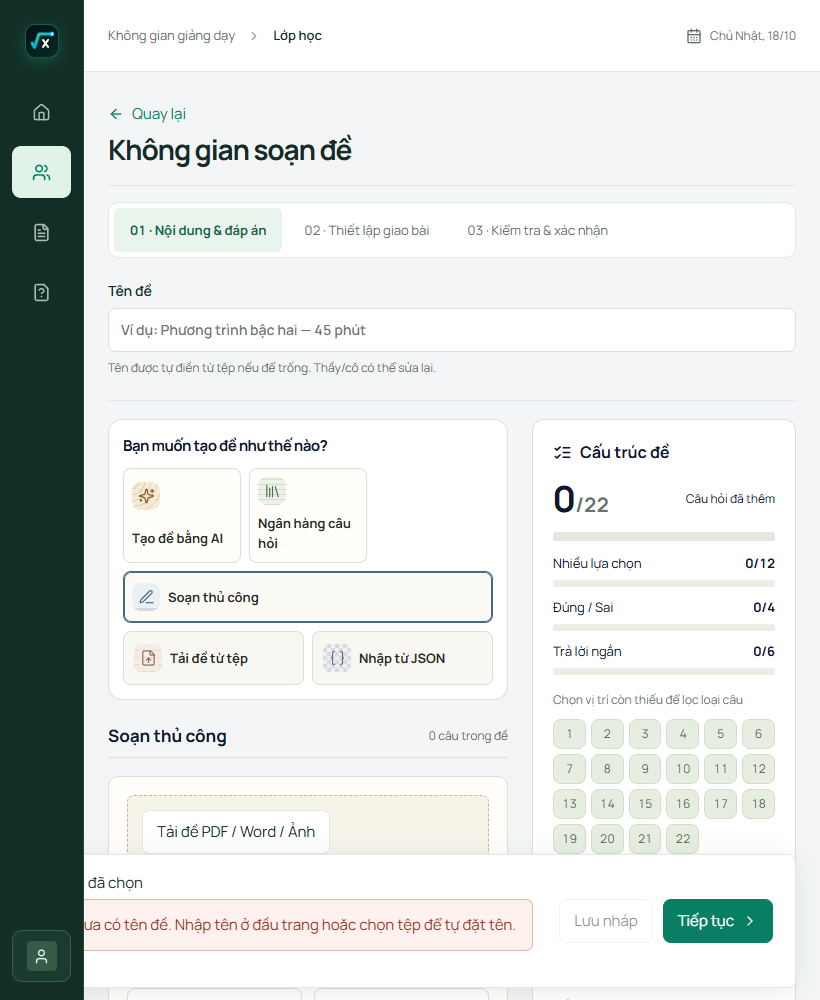 √x
Không gian giảng dạy > Lớp học
Chủ Nhật, 18/10
← Quay lại
Không gian soạn đề
01 · Nội dung & đáp án
02 · Thiết lập giao bài
03 · Kiểm tra & xác nhận
Tên đề
Ví dụ: Phương trình bậc hai — 45 phút
Tên được tự điền từ tệp nếu để trống. Thầy/cô có thể sửa lại.
Bạn muốn tạo đề như thế nào?
Tạo đề bằng AI
Ngân hàng câu
hỏi
Soạn thủ công
Tải đề từ tệp
Nhập từ JSON
Soạn thủ công
0 câu trong đề
Tải đề PDF / Word / Ảnh
Cấu trúc đề
0/22
Câu hỏi đã thêm
Nhiều lựa chọn 0/12
Đúng / Sai 0/4
Trả lời ngắn 0/6
Chọn vị trí còn thiếu để lọc loại câu
1 2 3 4 5 6
7 8 9 10 11 12
13 14 15 16 17 18
19 20 21 22
đã chọn
có tên đề. Nhập tên ở đầu trang hoặc chọn tệp để tự đặt tên.
Lưu nháp
Tiếp tục >